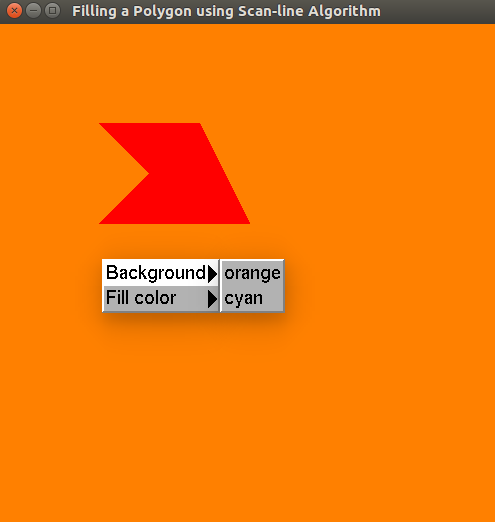 Filling a Polygon using Scan-line Algorithm
Background orange
Fill color cyan